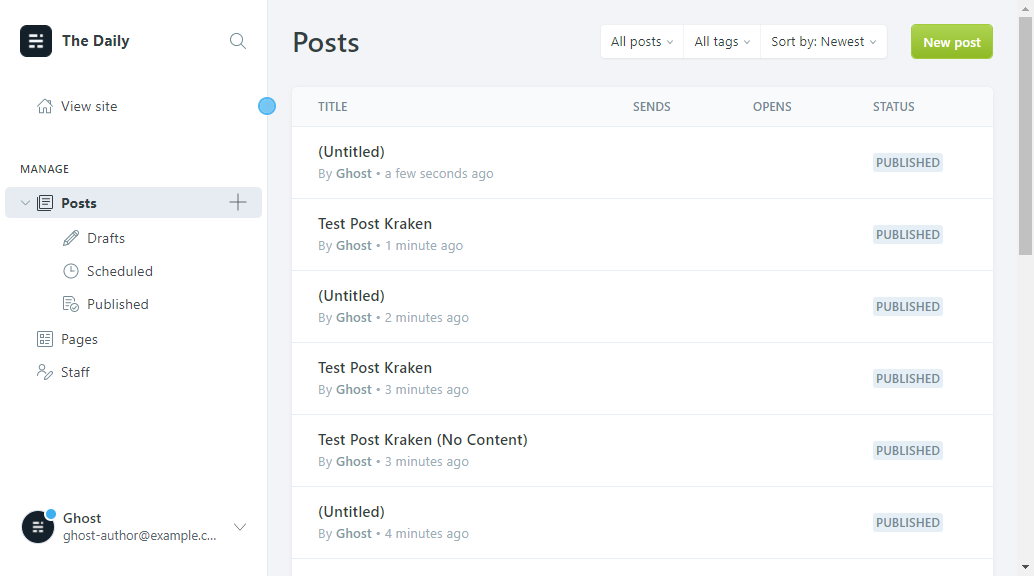 The Daily
View site
MANAGE
Posts
Drafts
Scheduled
Published
Pages
Staff
Ghost
ghost-author@example.c...
Posts
All posts
All tags
Sort by: Newest
New post
TITLE SENDS OPENS STATUS
(Untitled)
By Ghost • a few seconds ago
PUBLISHED
Test Post Kraken
By Ghost • 1 minute ago
PUBLISHED
(Untitled)
By Ghost • 2 minutes ago
PUBLISHED
Test Post Kraken
By Ghost • 3 minutes ago
PUBLISHED
Test Post Kraken (No Content)
By Ghost • 3 minutes ago
PUBLISHED
(Untitled)
By Ghost • 4 minutes ago
PUBLISHED